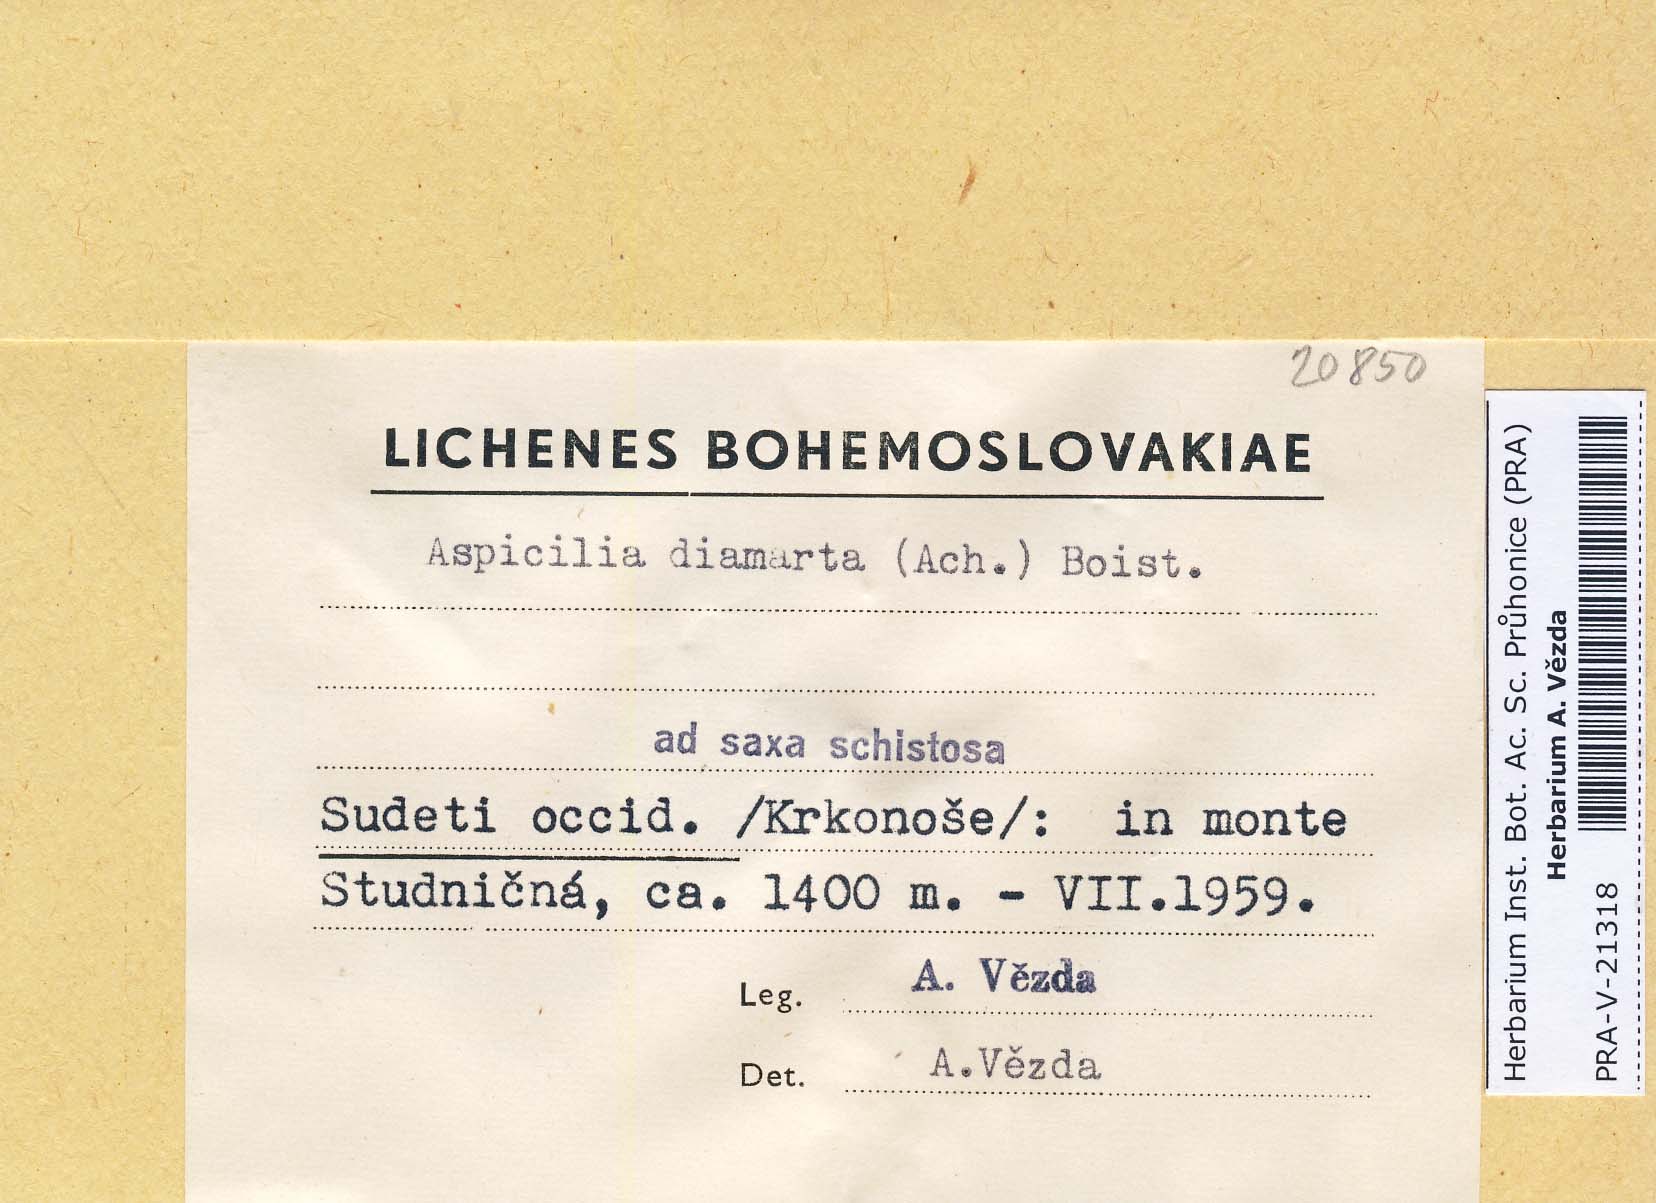 20850
LICHENES BOHEMOSLOVAKIAE
Aspicilia diamarta (Ach.) Boist.
ad saxa schistosa
Sudeti occid. /Krkonoše/: in monte
Studničná, ca. 1400 m. - VII.1959.
Leg. A. Vězda
Det. A.Vězda
Herbarium Inst. Bot. Ac. Sc. Průhonice (PRA)
Herbarium A. Vězda
PRA-V-21318